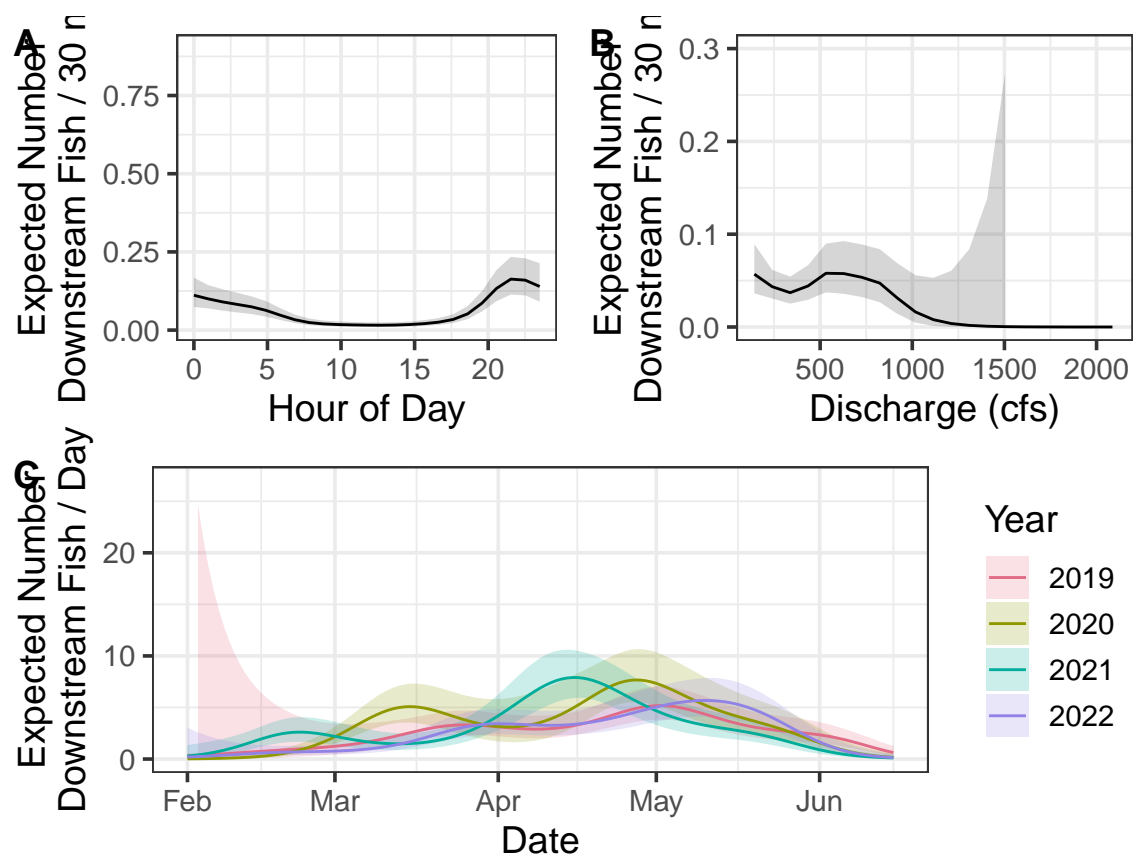 A
Expected Number
Downstream Fish / 30
0.75
0.50
0.25
0.00
0
5
10
15
20
Hour of Day
B
Expected Number
Downstream Fish / 30
0.3
0.2
0.1
0.0
500
1000
1500
2000
Discharge (cfs)
C
Expected Number
Downstream Fish / Day
20
10
0
Feb
Mar
Apr
May
Jun
Date
Year
2019
2020
2021
2022